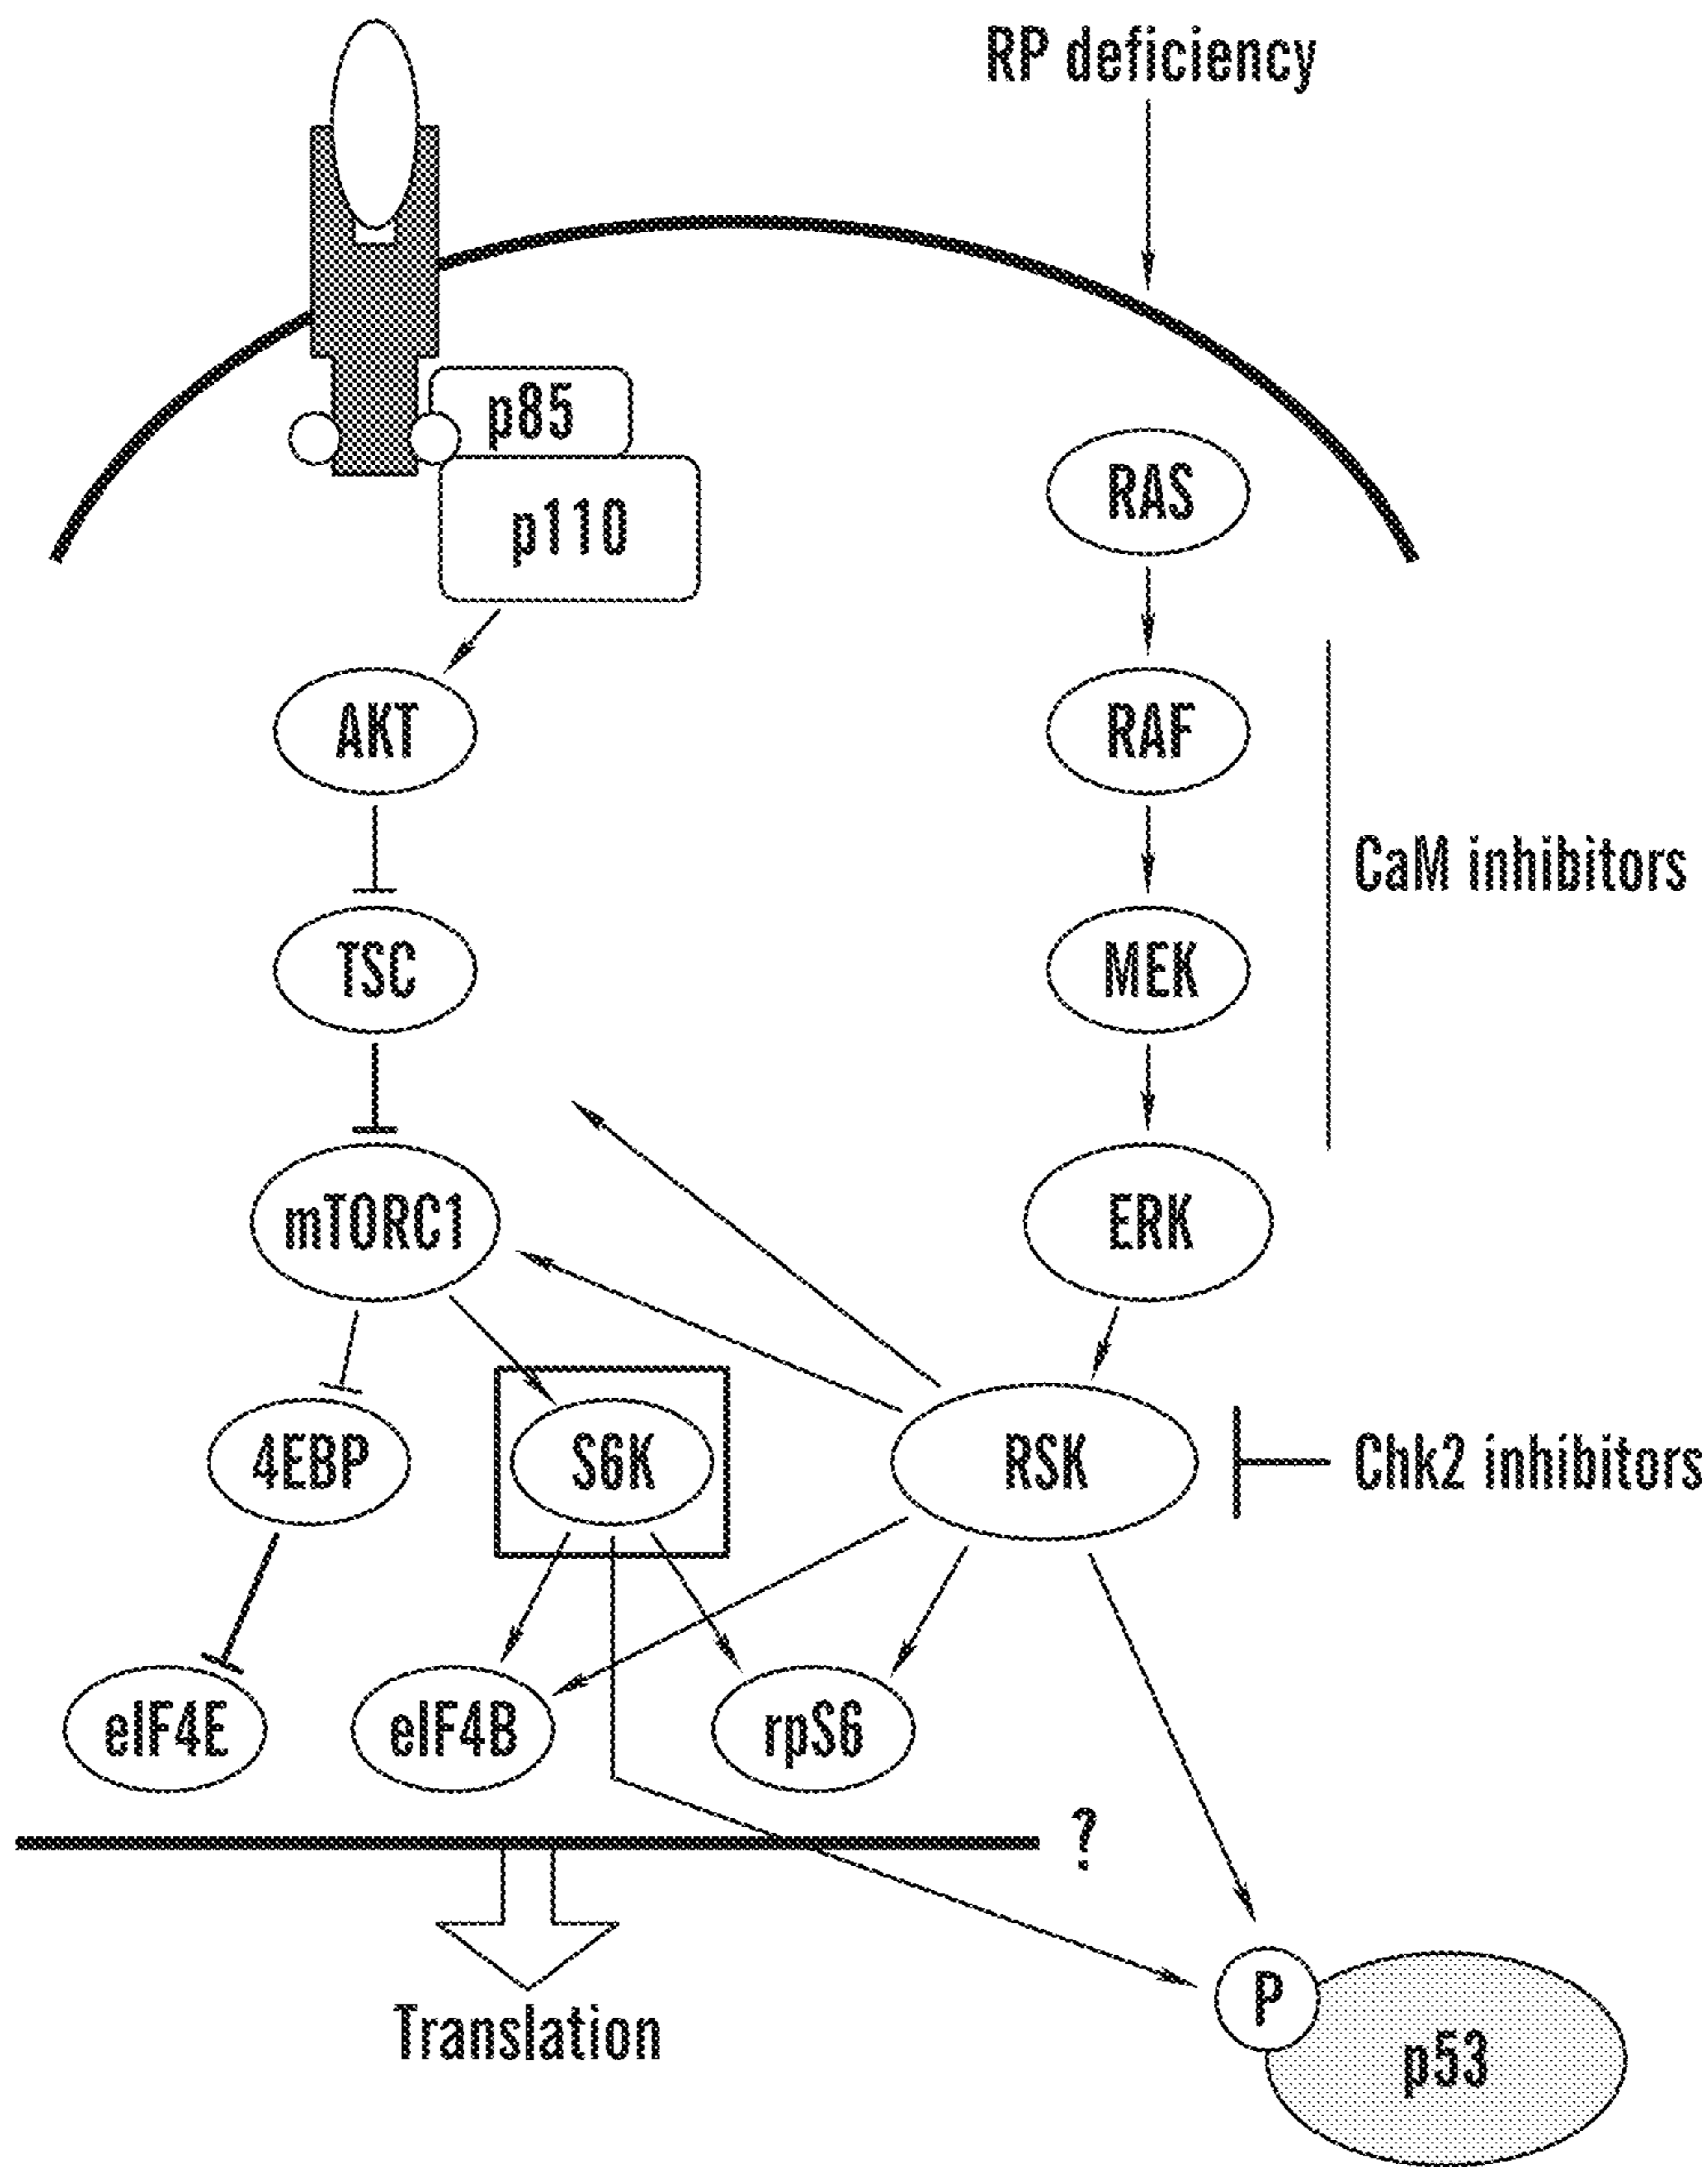 RP deficiency
p85
p110
RAS
AKT
RAF
CaM inhibitors
TSC
MEK
mTORC1
ERK
4EBP
S6K
RSK
Chk2 inhibitors
eIF4E
eIF4B
rpS6
?
Translation
P
p53